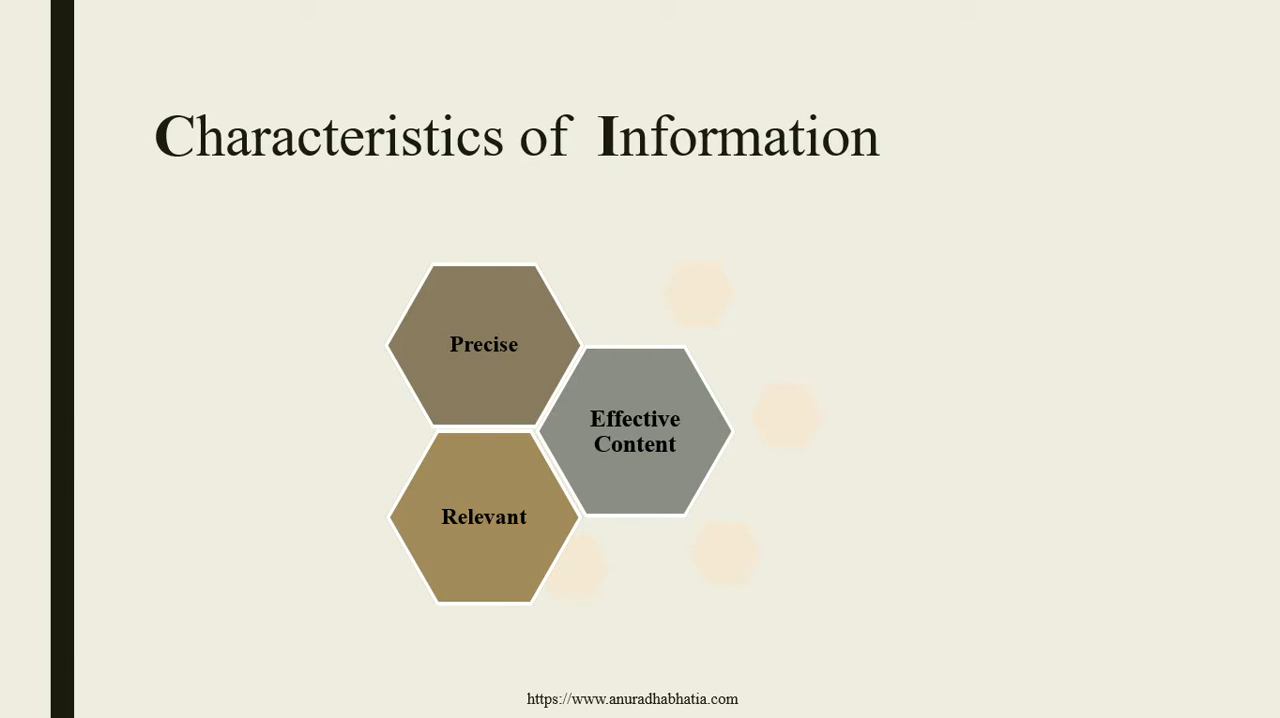 Characteristics of Information
Precise
Effective
Content
Relevant
https://www.anuradhabhatia.com